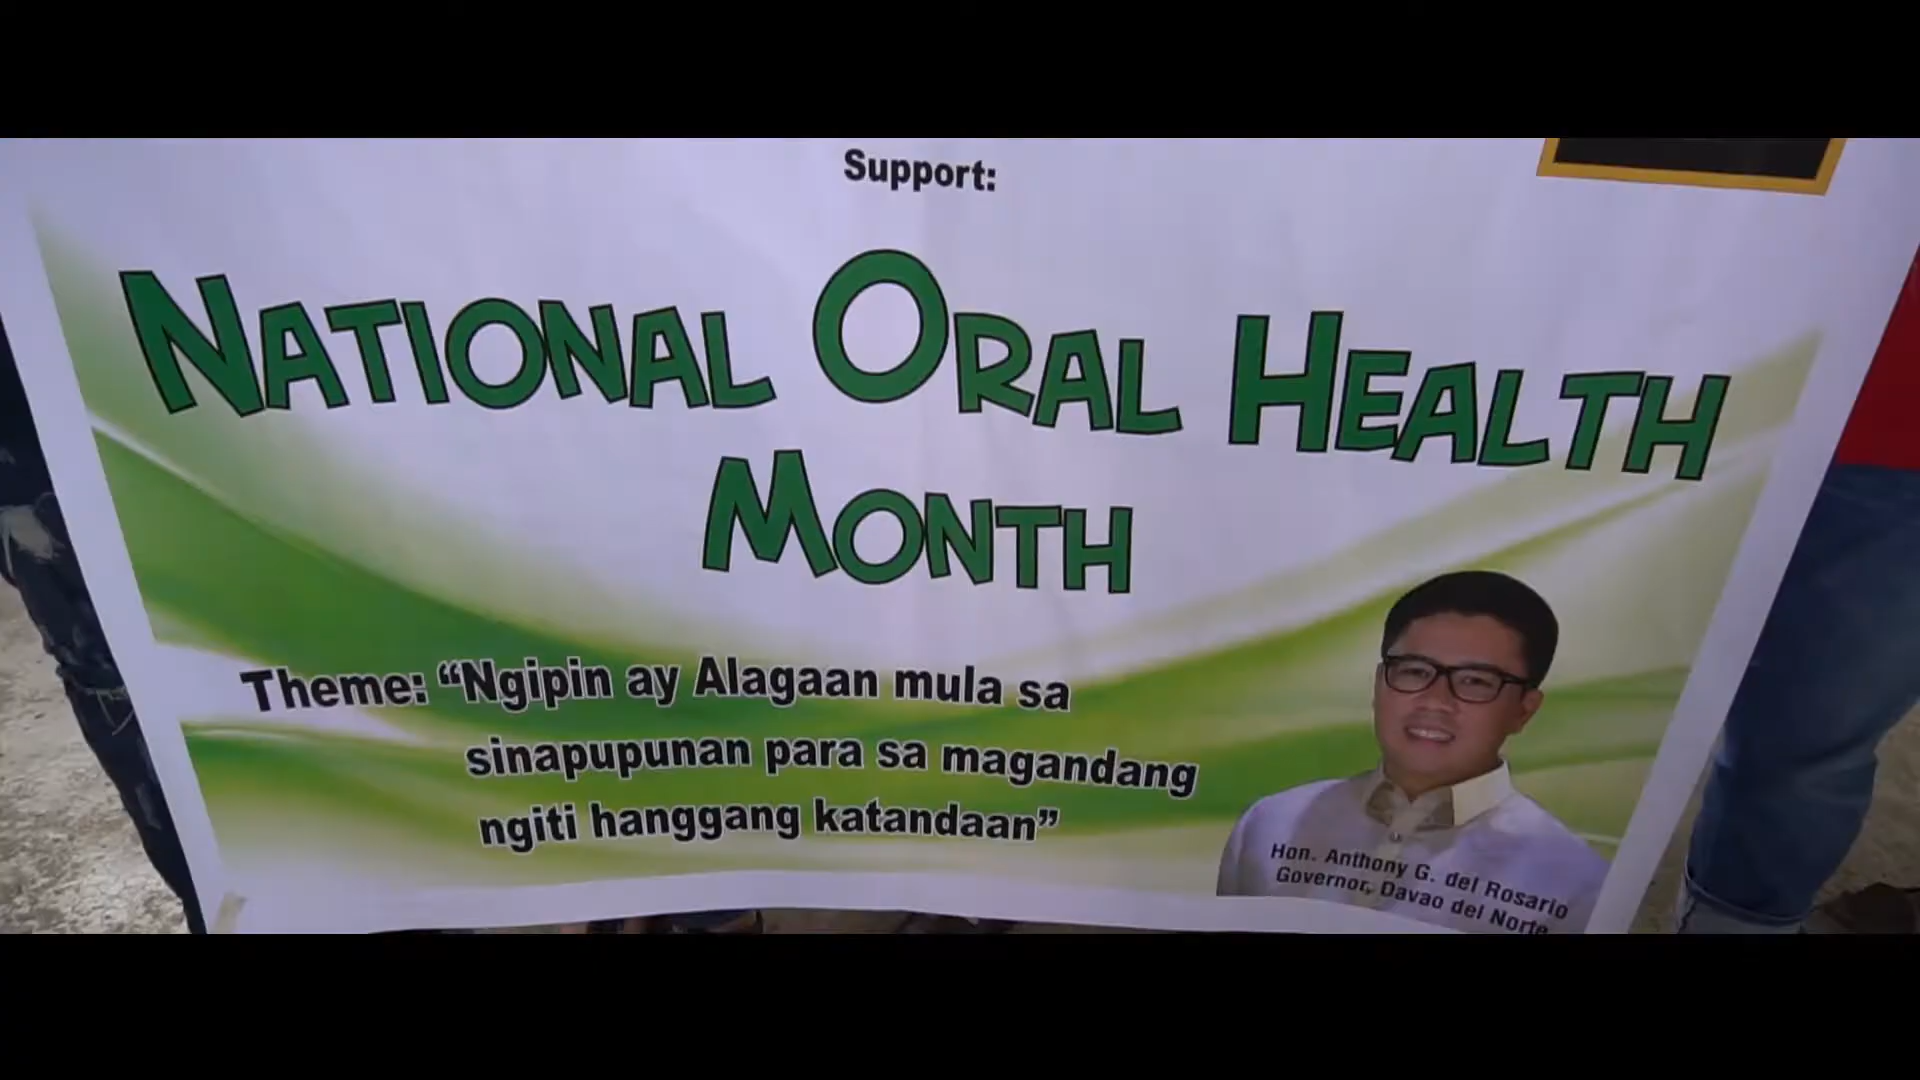 Support:
NATIONAL ORAL HEALTH
MONTH
Theme: “Ngipin ay Alagaan mula sa
sinapupunan para sa magandang
ngiti hanggang katandaan”
Hon. Anthony G. del Rosario
Governor, Davao del Norte